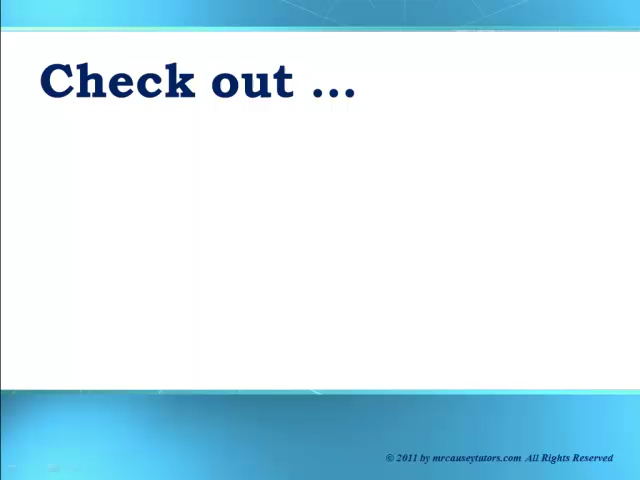 Check out ...
© 2011 by mrcauseytutors.com All Rights Reserved